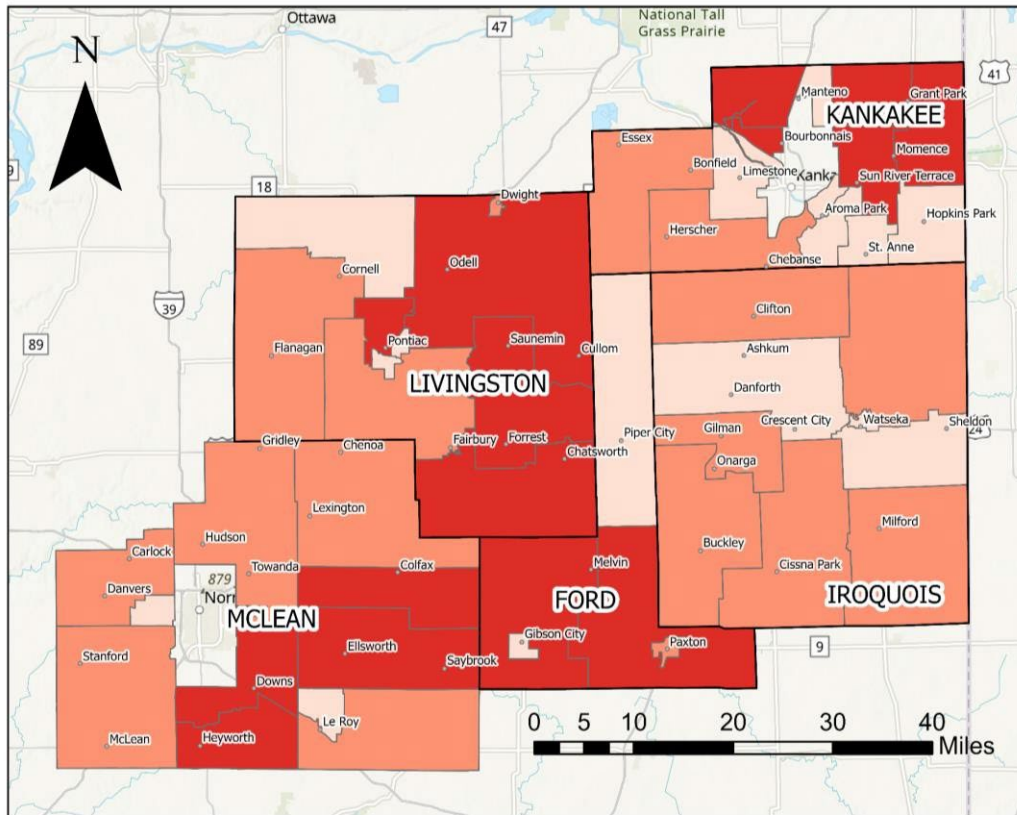 Ottawa
National Tall
Grass Prairie
47
N
41
Manteno
Grant Park
KANKAKEE
Essex
Bourbonnais
Momence
9
Bonfield
Limestone
Kanka
Sun River Terrace
18
Dwight
Aroma Park
Hopkins Park
Herscher
St. Anne
Odell
Chebanse
Cornell
39
Clifton
89
Flanagan
Pontiac
Saunemin
Cullom
Ashkum
LIVINGSTON
Danforth
Gridley
Chenoa
Fairbury
Forrest
Piper City
Gilman
Crescent City
Watseka
Sheldon
24
Chatsworth
Onarga
Lexington
Hudson
Buckley
Milford
Carlock
Towanda
Colfax
Melvin
Cissna Park
Danvers
879
Norm
MCLEAN
FORD
IROQUOIS
Stanford
Ellsworth
Saybrook
Gibson City
Paxton
9
Downs
Le Roy
McLean
Heyworth
0 5 10 20 30 40
Miles